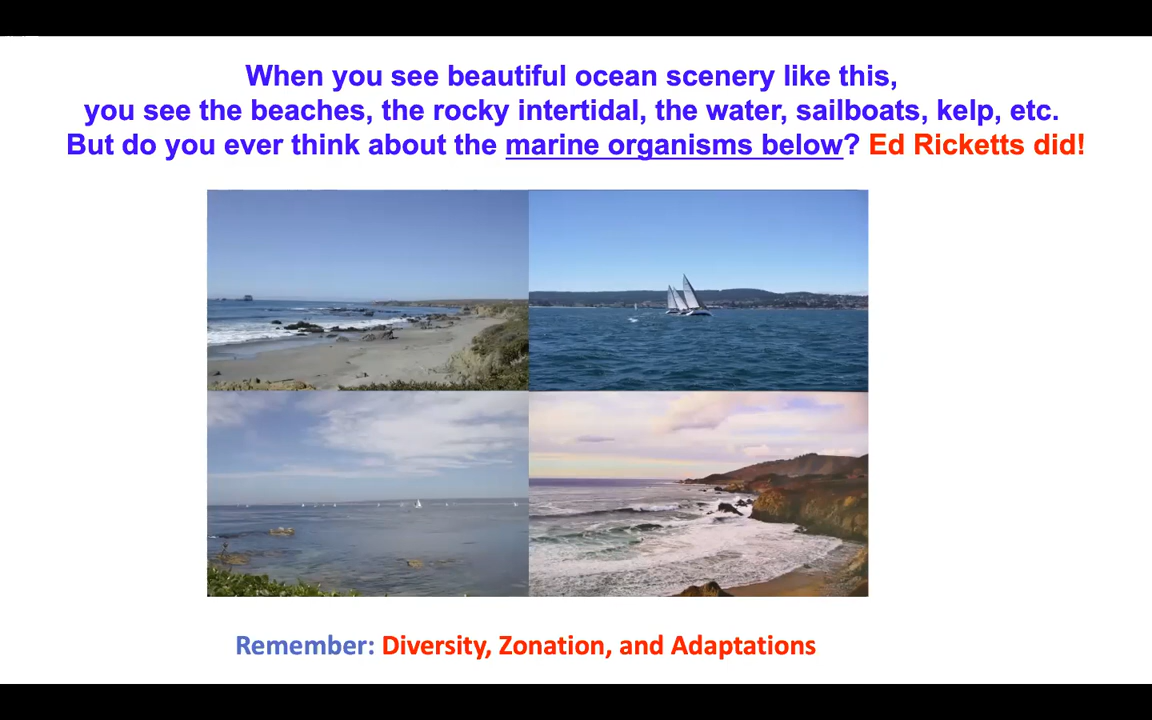 When you see beautiful ocean scenery like this,
you see the beaches, the rocky intertidal, the water, sailboats, kelp, etc.
But do you ever think about the marine organisms below? Ed Ricketts did!
Remember: Diversity, Zonation, and Adaptations